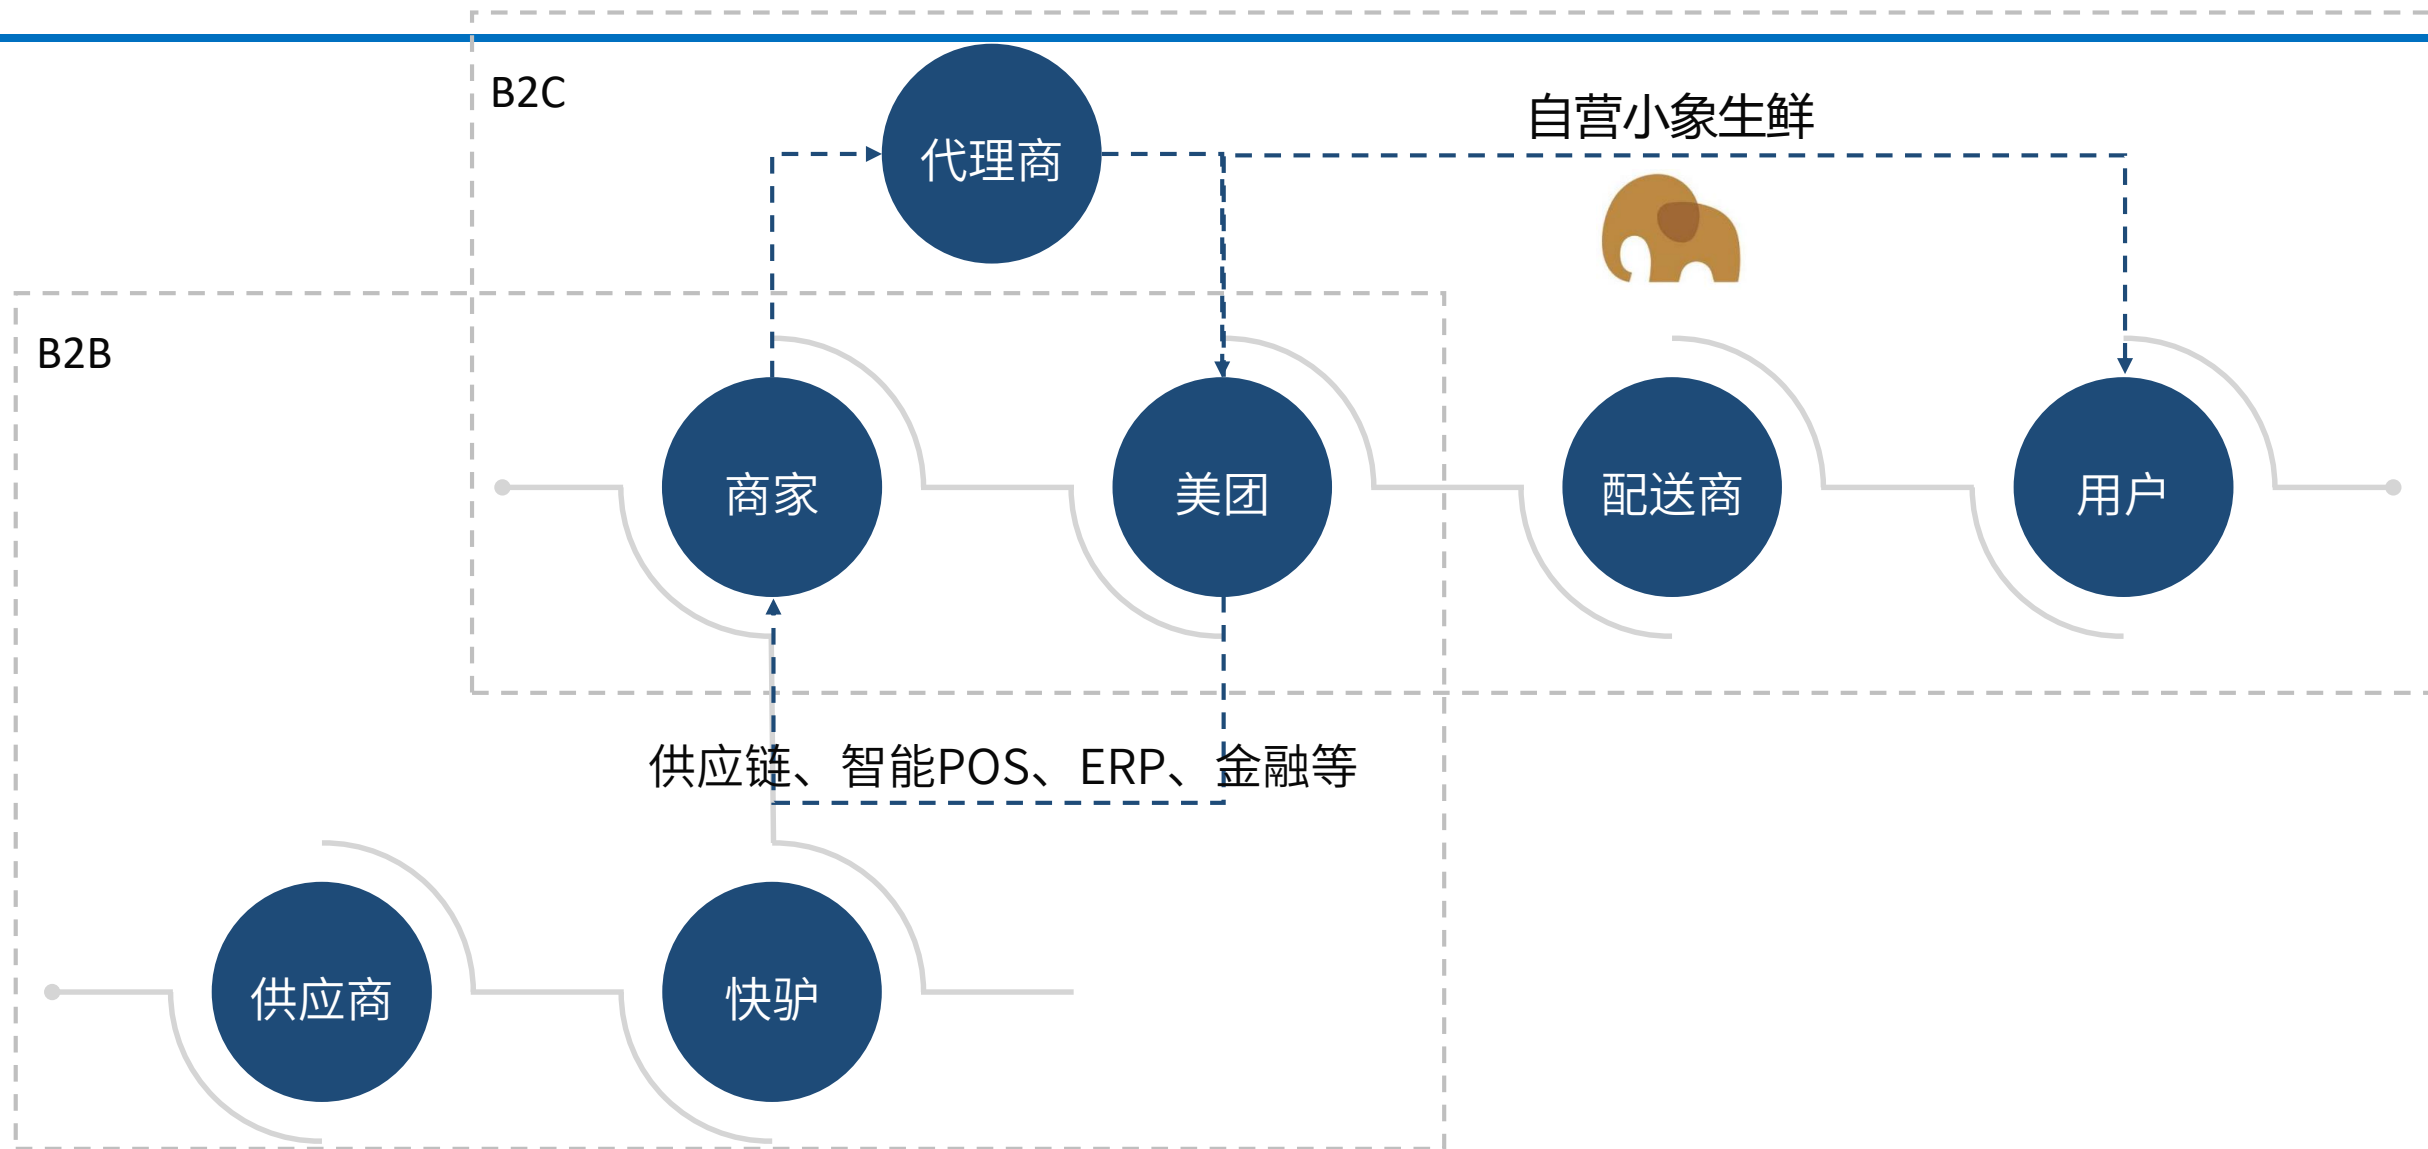 B2C
代理商
自营小象生鲜
B2B
商家
美团
配送商
用户
供应链、智能POS、ERP、金融等
供应商
快驴